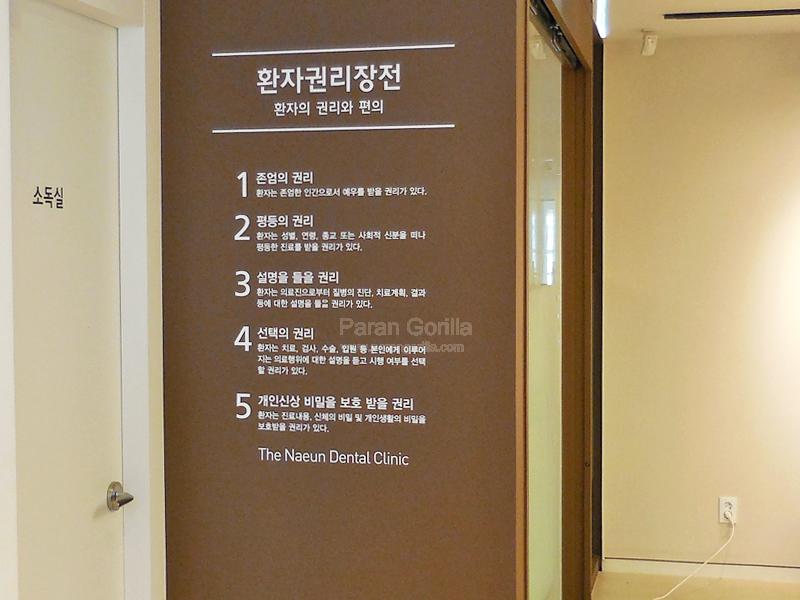 소독실
환자권리장전
환자의 권리와 편의
1 존엄의 권리
환자는 존엄한 인간으로서 예우를 받을 권리가 있다.
2 평등의 권리
환자는 성별, 연령, 종교 또는 사회적 신분을 떠나
평등한 진료를 받을 권리가 있다.
3 설명을 들을 권리
환자는 의료진으로부터 질병의 진단, 치료계획, 결과
등에 대한 설명을 들을 권리가 있다.
4 선택의 권리
환자는 치료, 검사, 수술, 입원 등 본인에게 이루어
지는 의료행위에 대한 설명을 듣고 시행 여부를 선택
할 권리가 있다.
5 개인신상 비밀을 보호 받을 권리
환자는 진료내용, 신체의 비밀 및 개인생활의 비밀을
보호받을 권리가 있다.
The Naeun Dental Clinic
Paran Gorilla